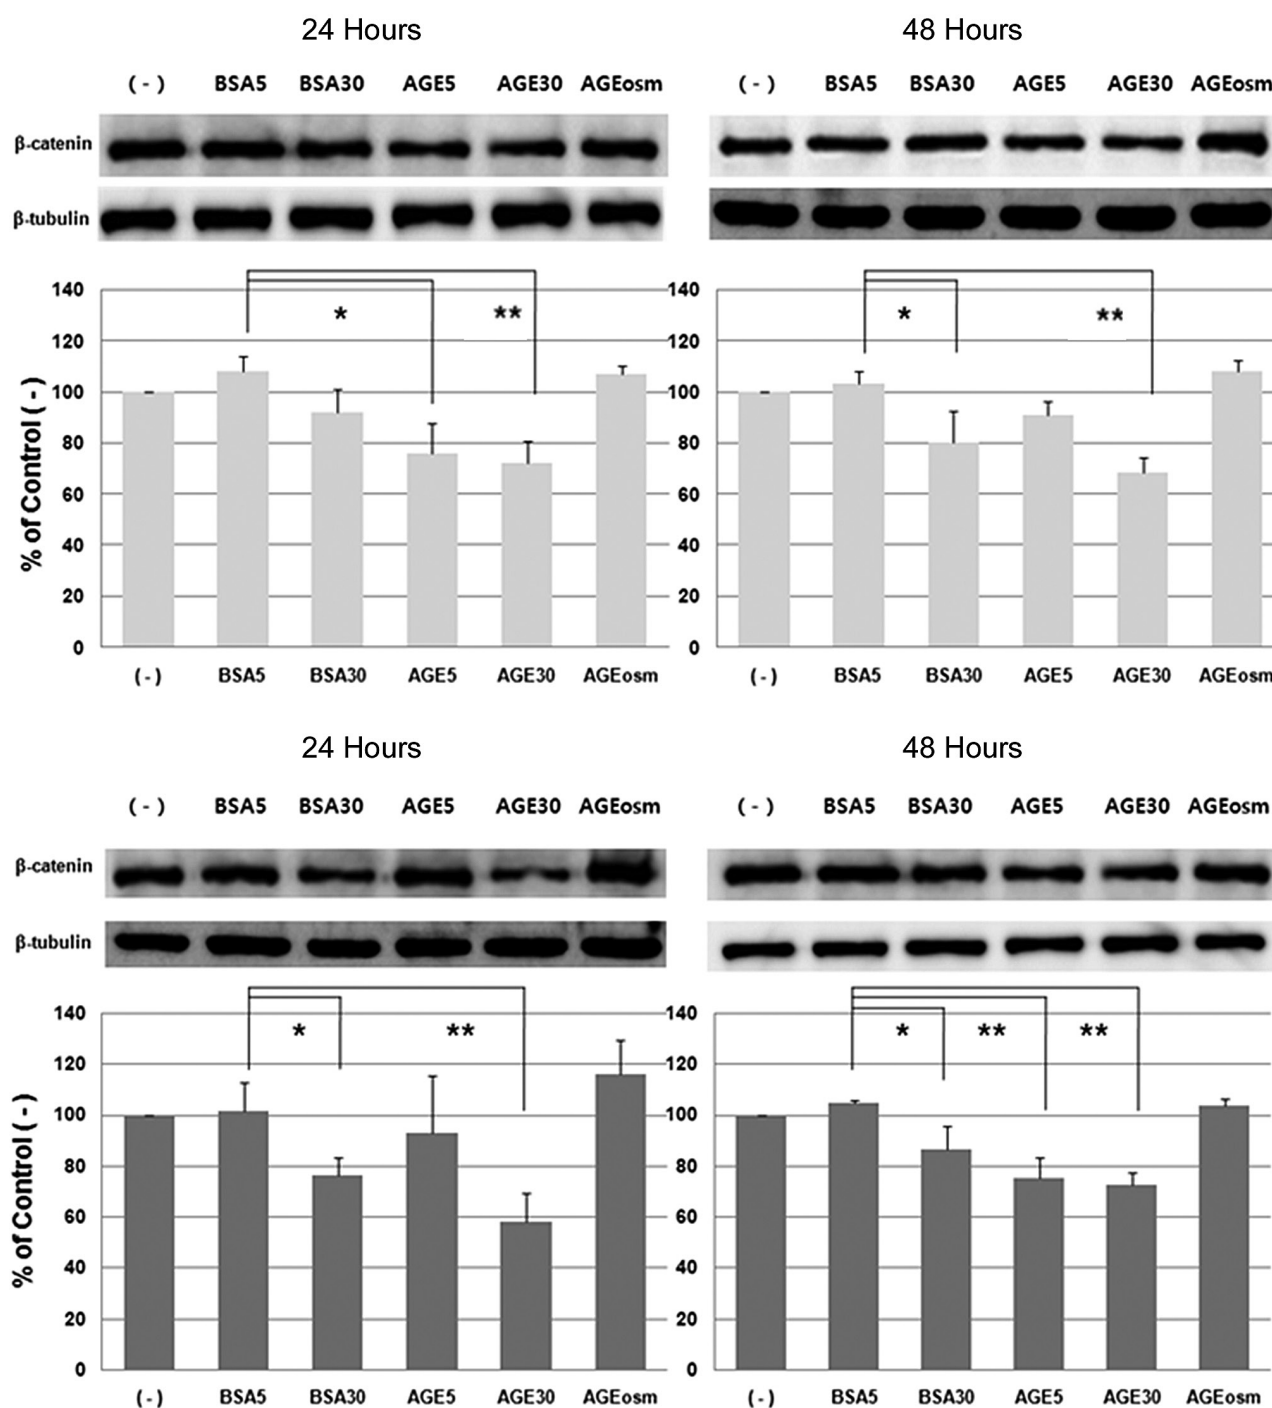 24 Hours 48 Hours
( - ) BSA5 BSA30 AGE5 AGE30 AGEosm ( - ) BSA5 BSA30 AGE5 AGE30 AGEosm
β-catenin
β-tubulin
140 140
* ** * **
120 120
100 100
80 80
60 60
40 40
20 20
0 0
% of Control ( - )
( - ) BSA5 BSA30 AGE5 AGE30 AGEosm ( - ) BSA5 BSA30 AGE5 AGE30 AGEosm
24 Hours 48 Hours
( - ) BSA5 BSA30 AGE5 AGE30 AGEosm ( - ) BSA5 BSA30 AGE5 AGE30 AGEosm
β-catenin
β-tubulin
140 140
* ** * ** **
120 120
100 100
80 80
60 60
40 40
20 20
0 0
% of Control ( - )
( - ) BSA5 BSA30 AGE5 AGE30 AGEosm ( - ) BSA5 BSA30 AGE5 AGE30 AGEosm